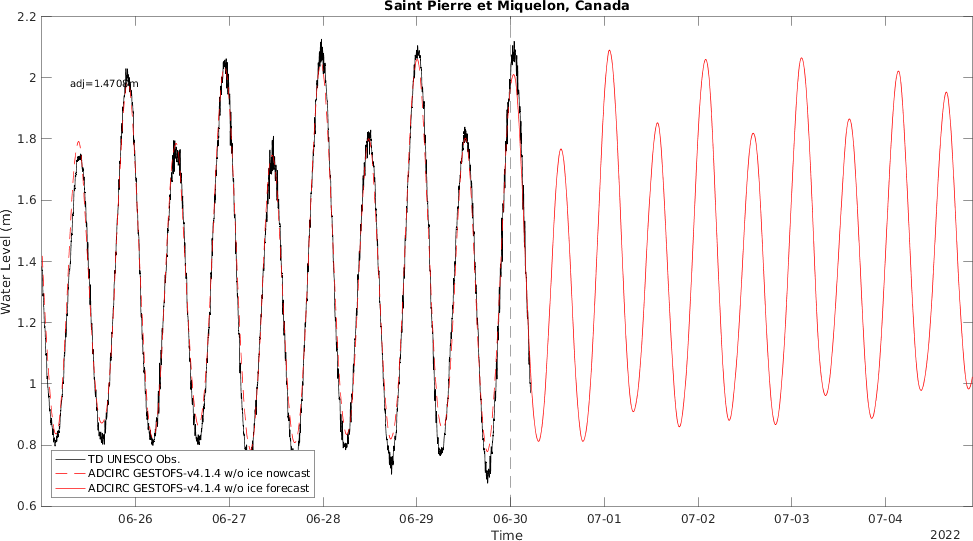 Saint Pierre et Miquelon, Canada
2.2
2
1.8
1.6
1.4
1.2
1
0.8
0.6
Water Level (m)
adj=1.4708m
TD UNESCO Obs.
ADCIRC GESTOFS-v4.1.4 w/o ice nowcast
ADCIRC GESTOFS-v4.1.4 w/o ice forecast
06-26 06-27 06-28 06-29 06-30 07-01 07-02 07-03 07-04
Time
2022